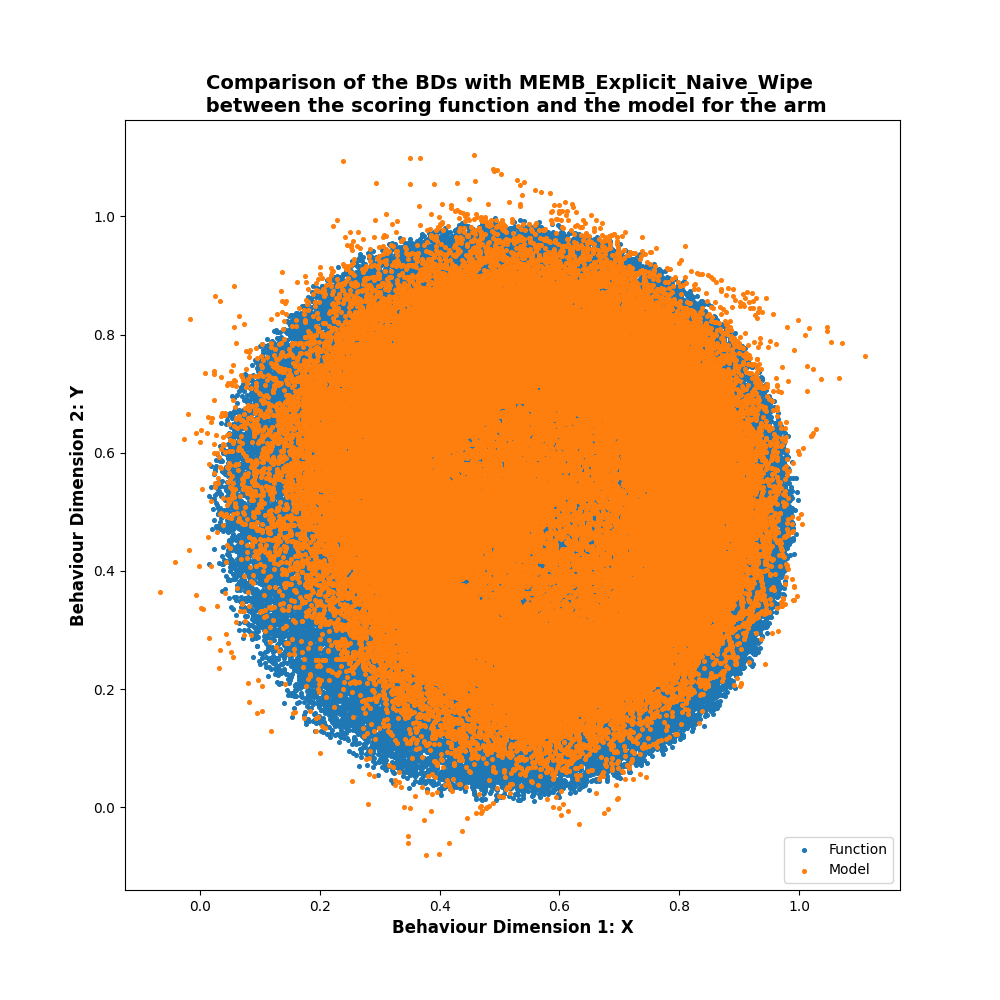 Comparison of the BDs with MEMB_Explicit_Naive_Wipe
between the scoring function and the model for the arm
Behaviour Dimension 2: Y
1.0
0.8
0.6
0.4
0.2
0.0
0.0 0.2 0.4 0.6 0.8 1.0
Behaviour Dimension 1: X
Function
Model